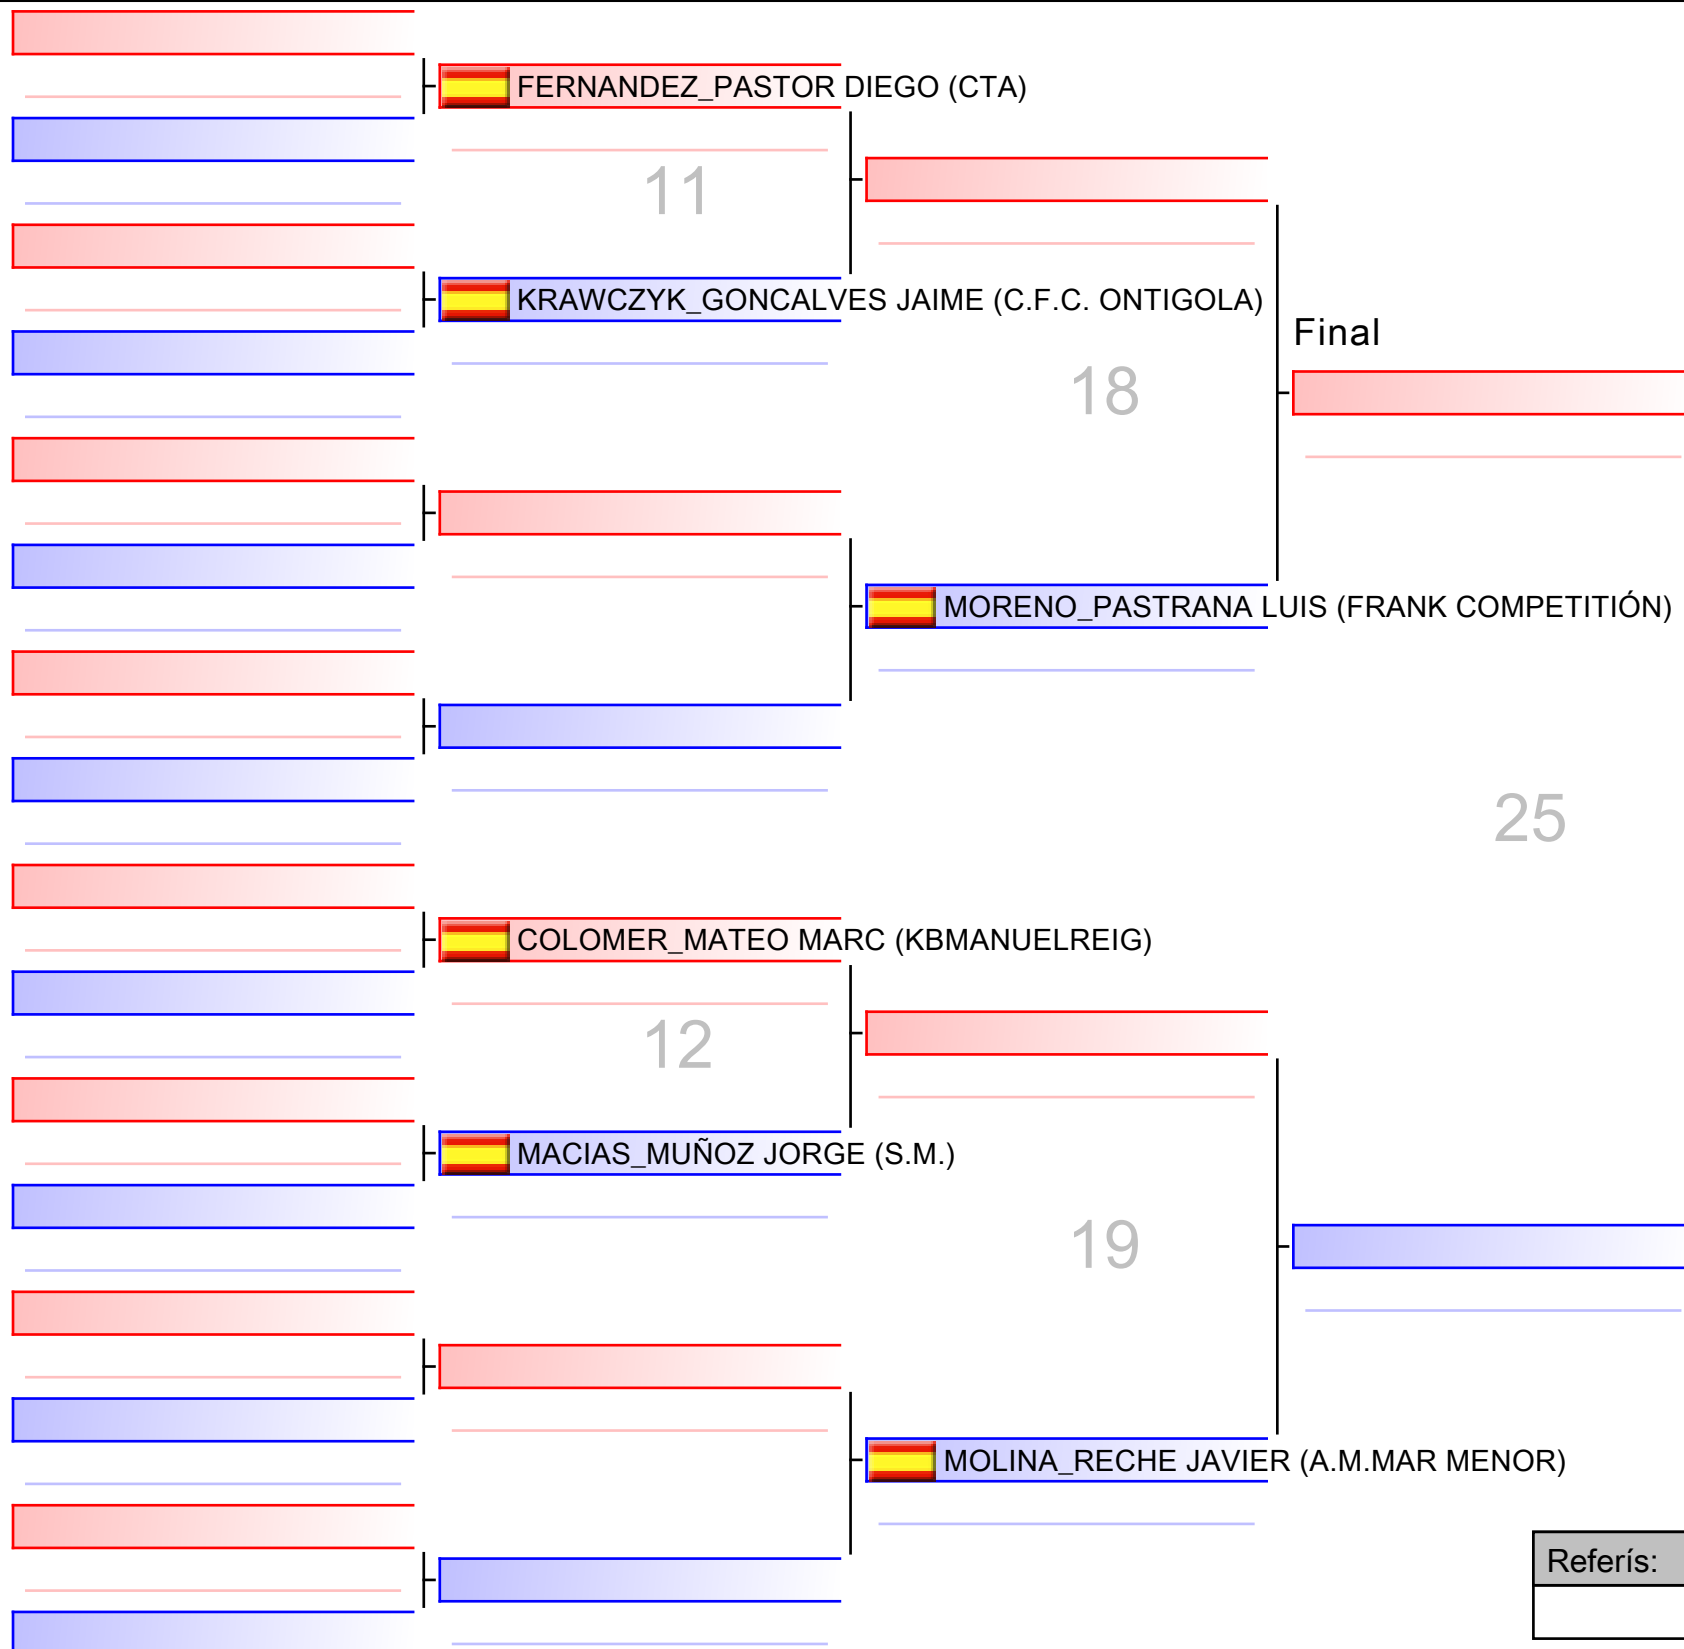 FERNANDEZ_PASTOR DIEGO (CTA)
11
KRAWCZYK_GONCALVES JAIME (C.F.C. ONTIGOLA)
Final
18
MORENO_PASTRANA LUIS (FRANK COMPETITIÓN)
25
COLOMER_MATEO MARC (KBMANUELREIG)
12
MACIAS_MUÑOZ JORGE (S.M.)
19
MOLINA_RECHE JAVIER (A.M.MAR MENOR)
Referís: